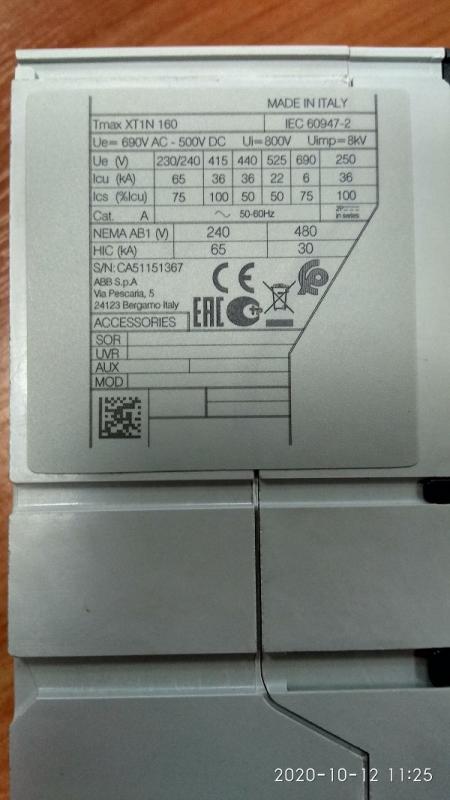 MADE IN ITALY
Tmax XT1N 160 IEC 60947-2
Ue= 690V AC - 500V DC Ui=800V Uimp=8kV
Ue (V) 230/240 415 440 525 690 250
Icu (kA) 65 36 36 22 6 36
Ics (%Icu) 75 100 50 50 75 100
Cat. A ~ 50-60Hz 2P in series
NEMA AB1 (V) 240 480
HIC (kA) 65 30
S/N: CA51151367
ABB S.p.A
Via Pescaria, 5
24123 Bergamo Italy
CE
EAC
ACCESSORIES
SOR
UVR
AUX
MOD
2020-10-12 11:25